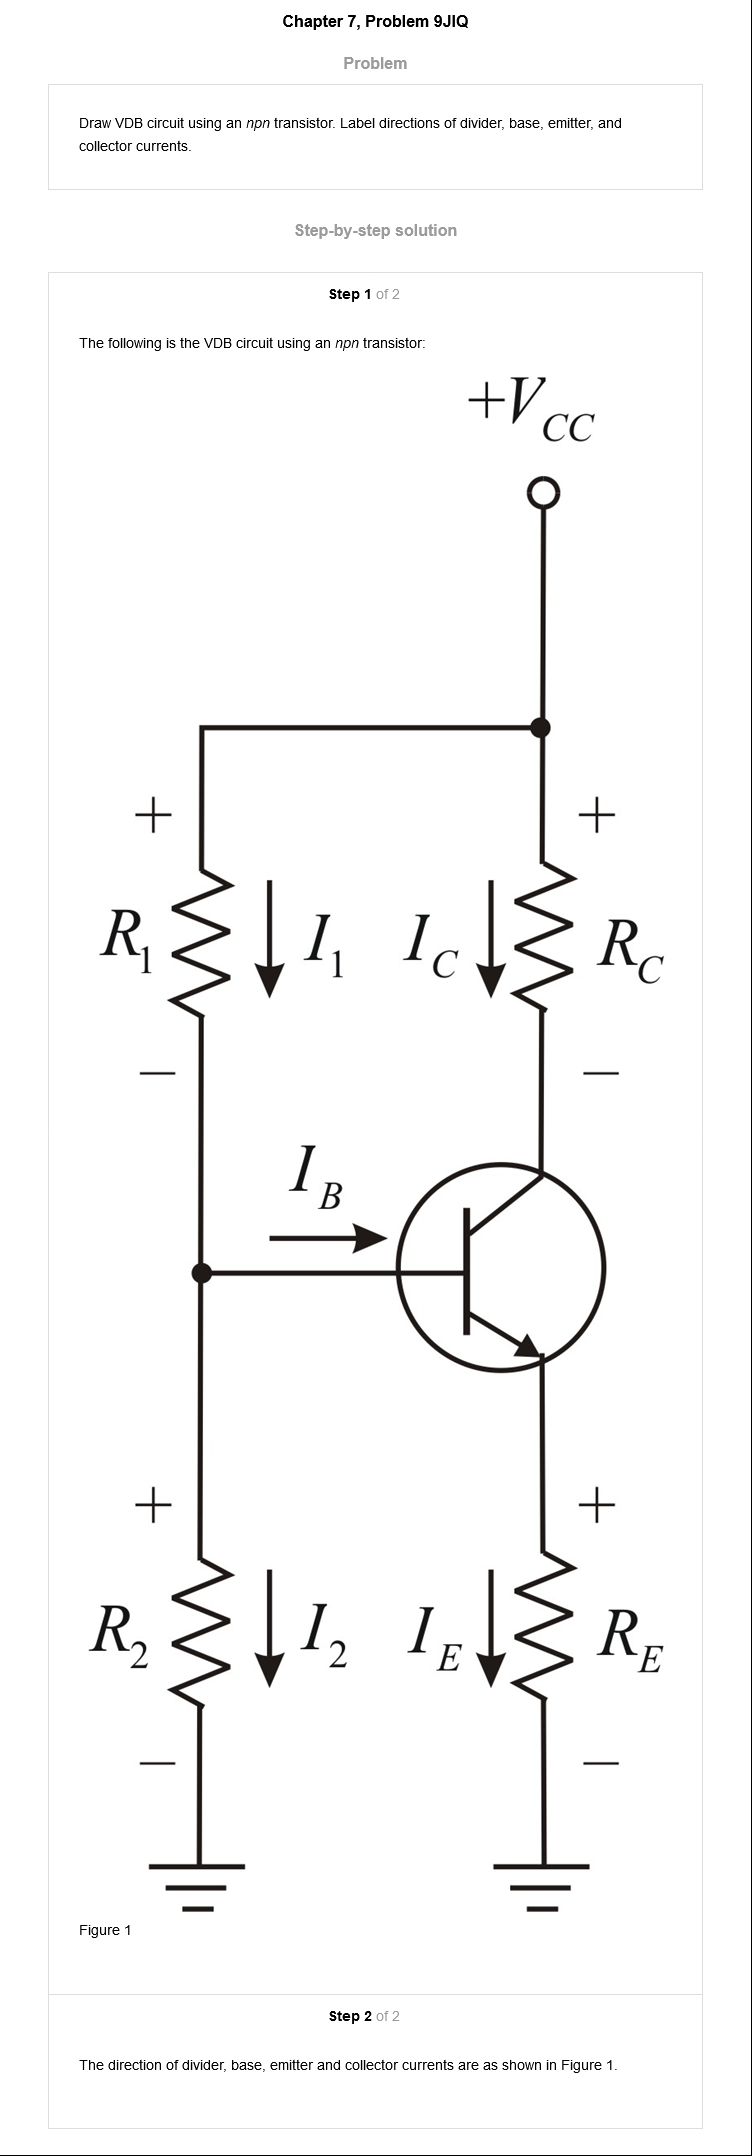 Chapter 7, Problem 9JIQ
Problem
Draw VDB circuit using an npn transistor. Label directions of divider, base, emitter, and
collector currents.
Step-by-step solution
Step 1 of 2
The following is the VDB circuit using an npn transistor:
+V_CC
+ +
R_1 I_1 I_C R_C
− −
I_B
+ +
R_2 I_2 I_E R_E
− −
Figure 1
Step 2 of 2
The direction of divider, base, emitter and collector currents are as shown in Figure 1.